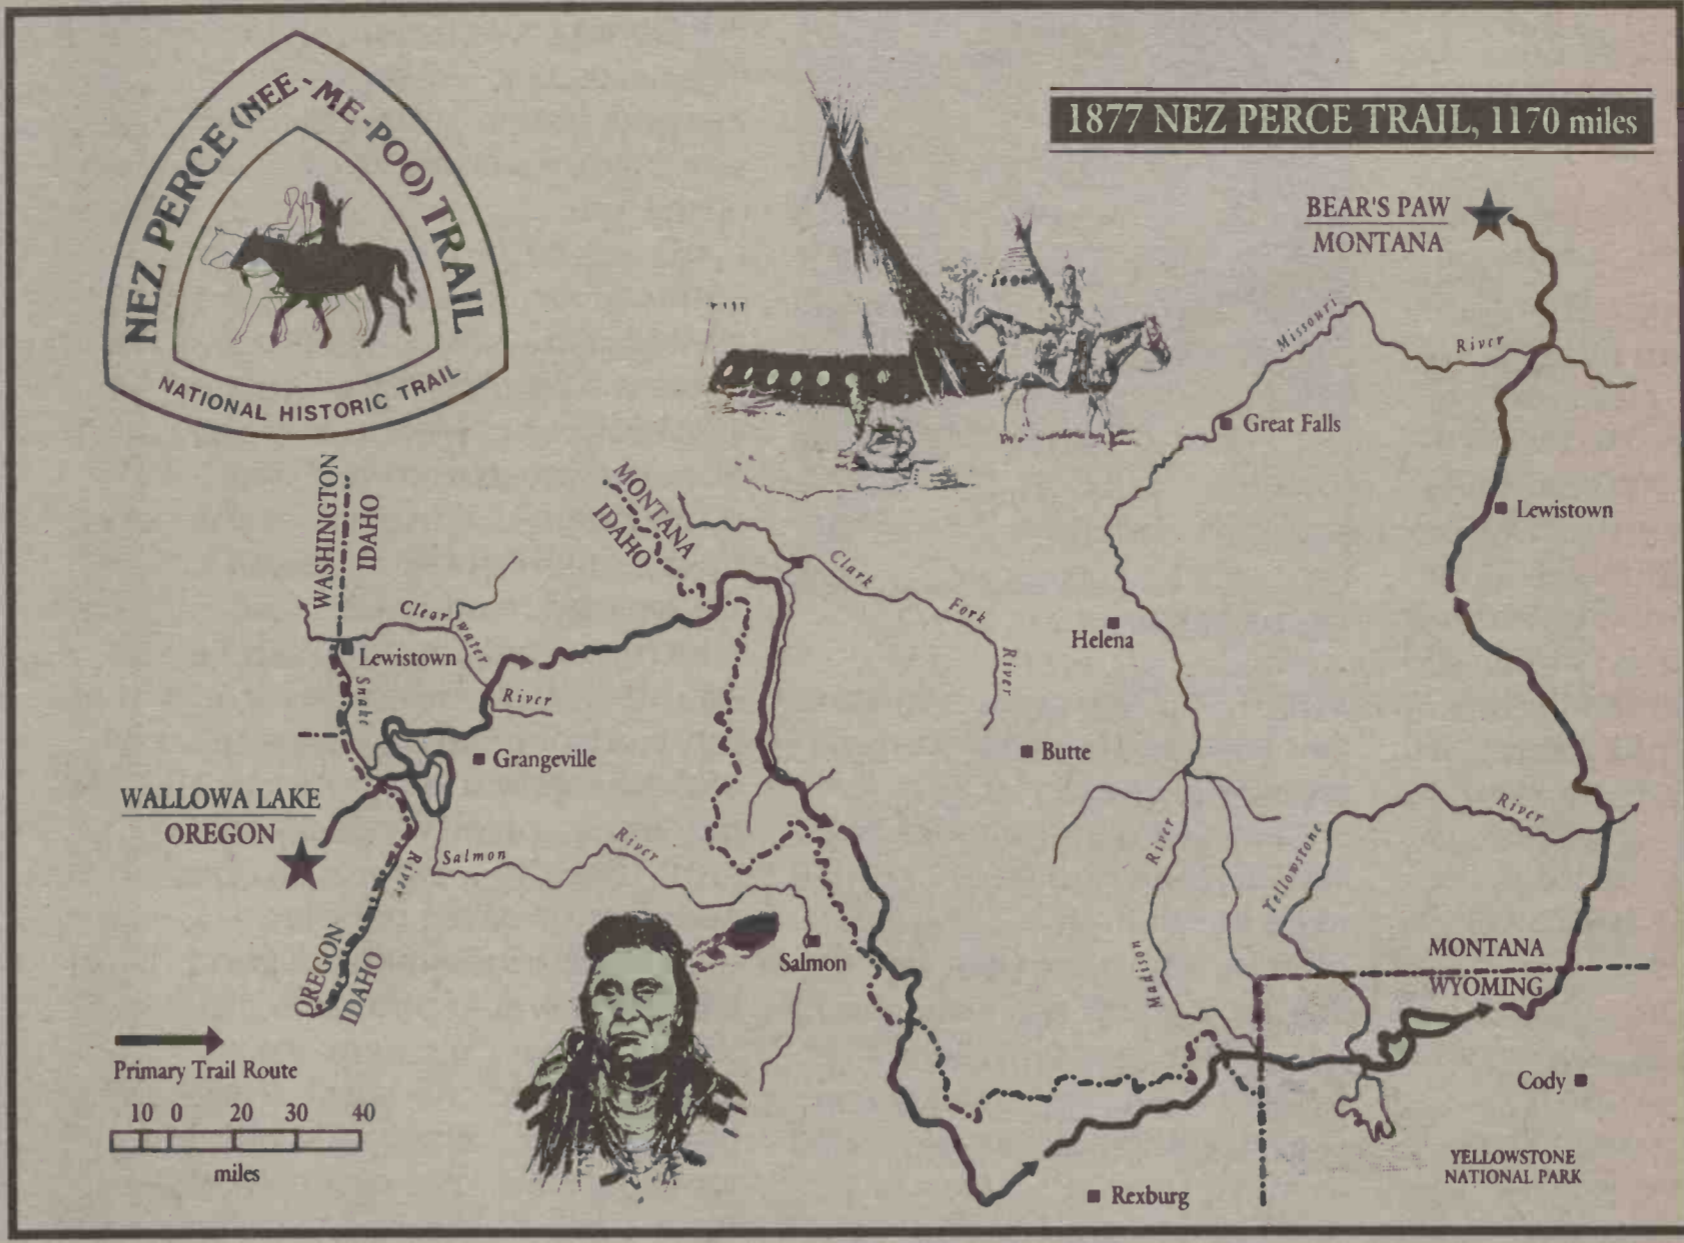 NEZ PERCE (NEE-ME-POO) TRAIL
NATIONAL HISTORIC TRAIL
1877 NEZ PERCE TRAIL, 1170 miles
BEAR'S PAW
MONTANA
Missouri
River
Great Falls
Lewistown
WASHINGTON
IDAHO
MONTANA
IDAHO
Clark
Fork
River
Clear
water
River
Lewistown
Snake
River
Helena
Grangeville
Butte
WALLOWA LAKE
OREGON
Salmon
River
River
Madison
Yellowstone
River
OREGON
IDAHO
Salmon
MONTANA
WYOMING
Primary Trail Route
10 0 20 30 40
miles
Cody
YELLOWSTONE
NATIONAL PARK
Rexburg